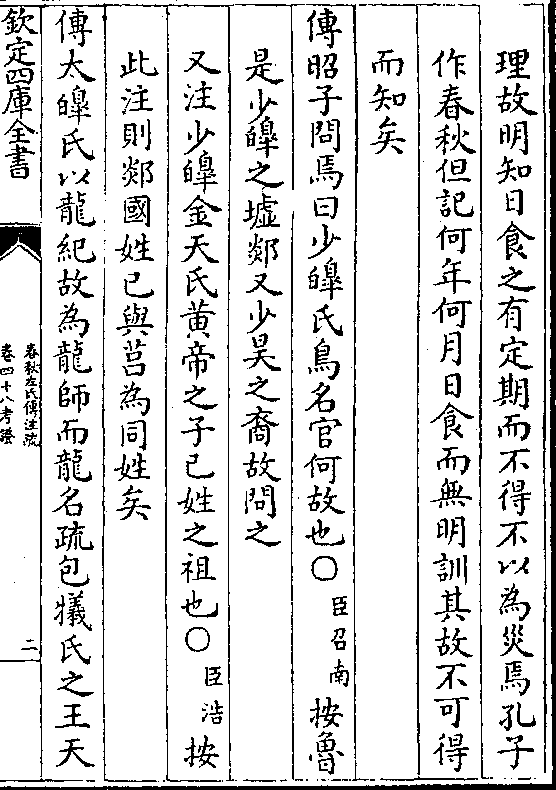 理故明知日食之有定期而不得不以為災焉孔子
作春秋但記何年何月日食而無明訓其故不可得
而知矣
傳昭子問焉曰少皥氏鳥名官何故也○臣召南按魯
是少皥之墟郯又少昊之裔故問之
又注少皥金天氏黄帝之子已姓之祖也○臣浩按
此注則郯國姓已與莒為同姓矣
傳太皥氏以龍紀故為龍師而龍名疏包犧氏之王天
欽定四庫全書
春秋左氏傳注疏
卷四十八考證
二